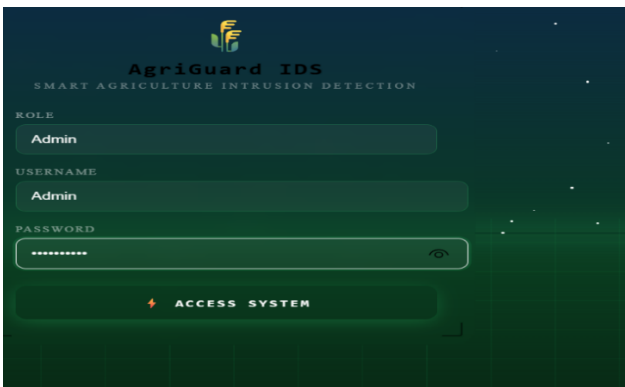 AgriGuard IDS
SMART AGRICULTURE INTRUSION DETECTION
ROLE
Admin
USERNAME
Admin
PASSWORD
••••••••••
ACCESS SYSTEM